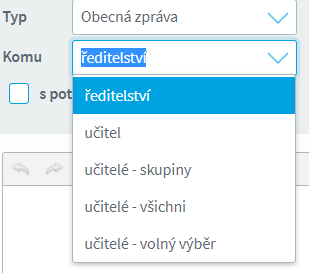 Typ Obecná zpráva
Komu ředitelství
s pot
ředitelství
učitel
učitelé - skupiny
učitelé - všichni
učitelé - volný výběr